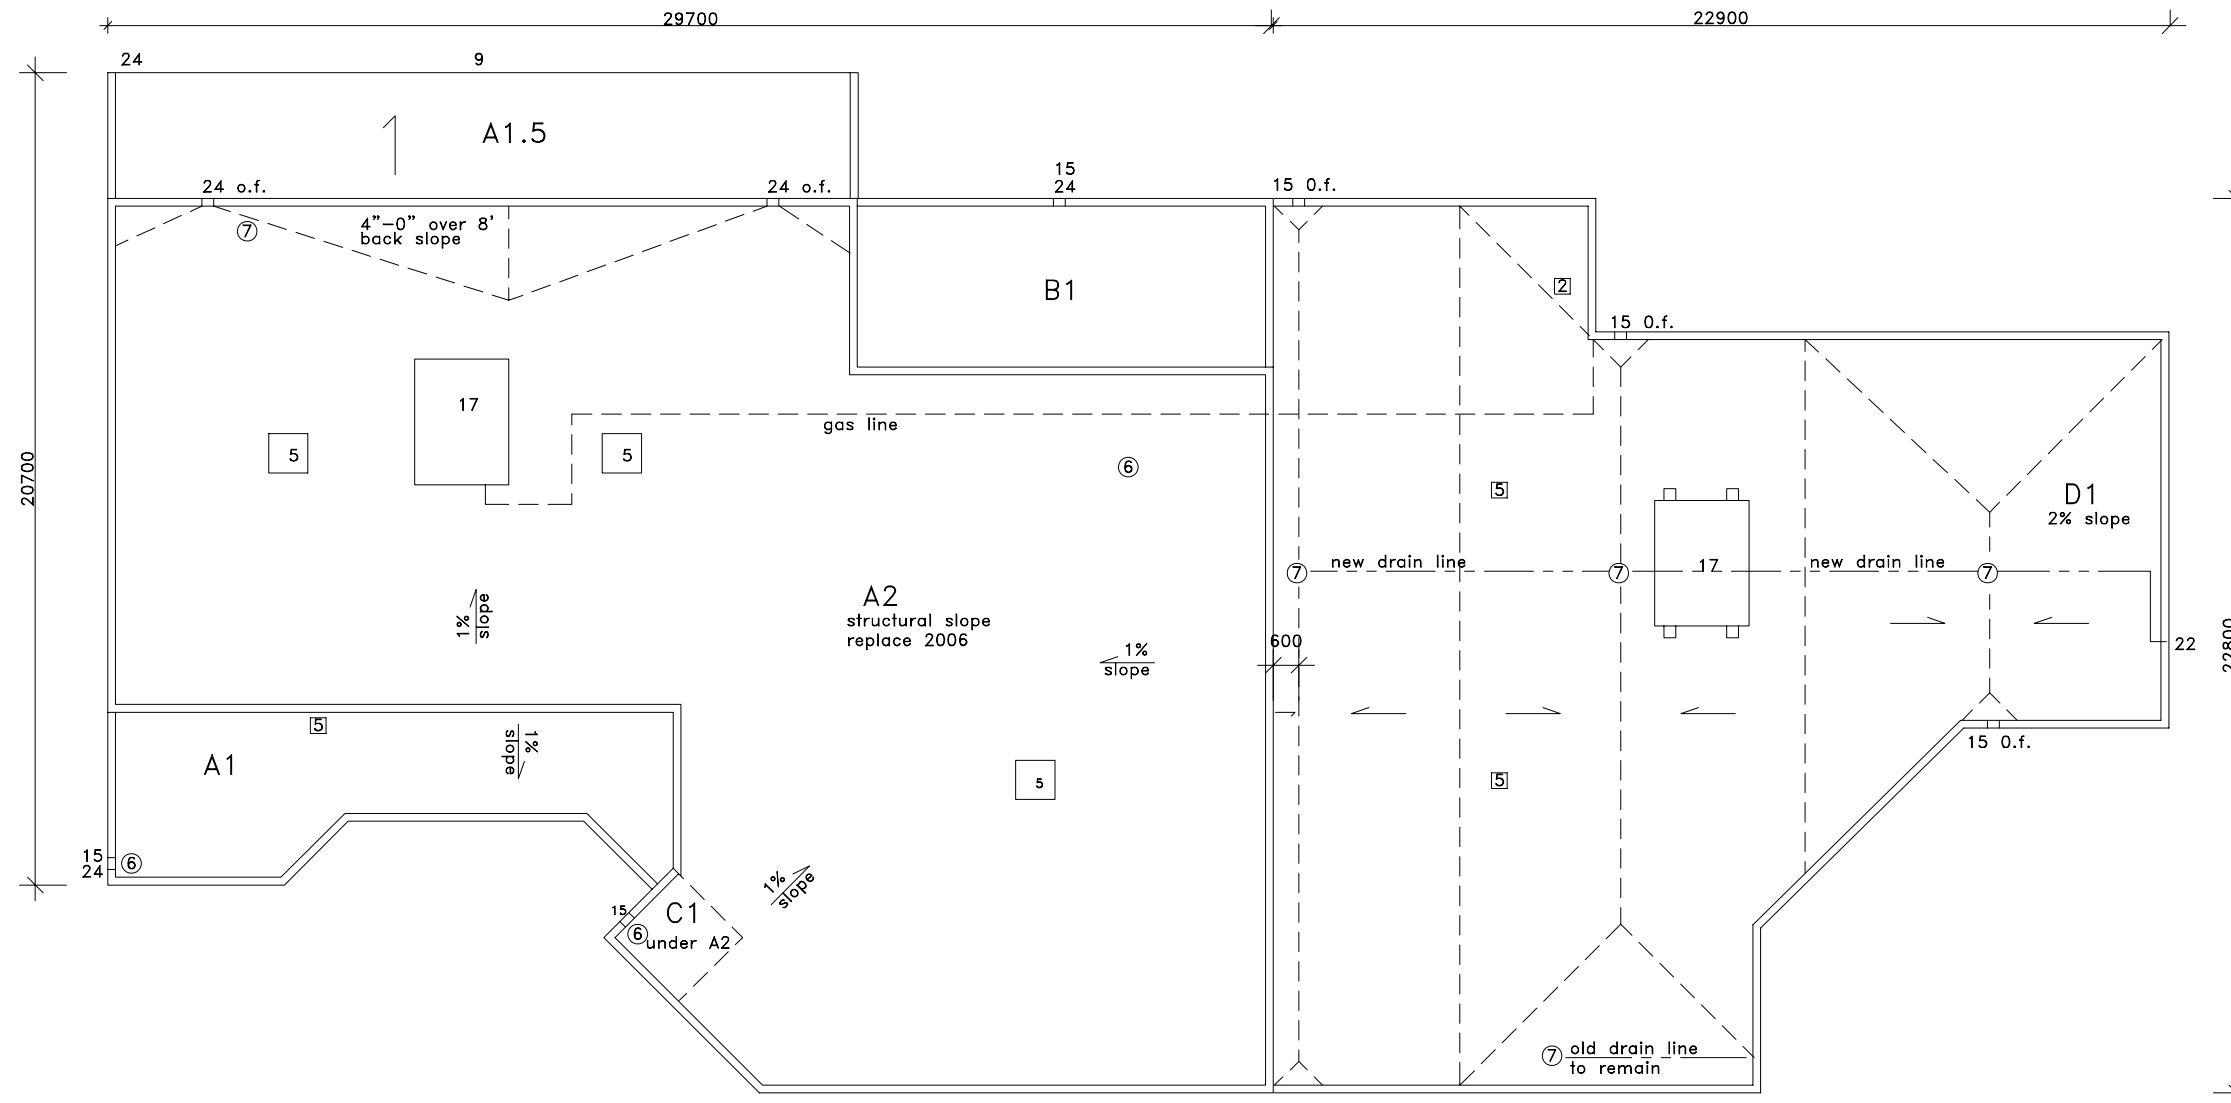 29700
22900
24
9
A1.5
15
24 o.f.
24 o.f.
24
15 O.f.
7
4"-0" over 8'
back slope
2
B1
15 O.f.
17
gas line
5
5
6
5
D1
2% slope
20700
7
new drain line
7
17
new drain line
7
A2
structural slope
replace 2006
1%
slope
600
22
22800
1%
slope
5
1%
slope
15 O.f.
A1
5
5
15
24
6
1%
slope
15
C1
6
under A2
7
old drain line
to remain